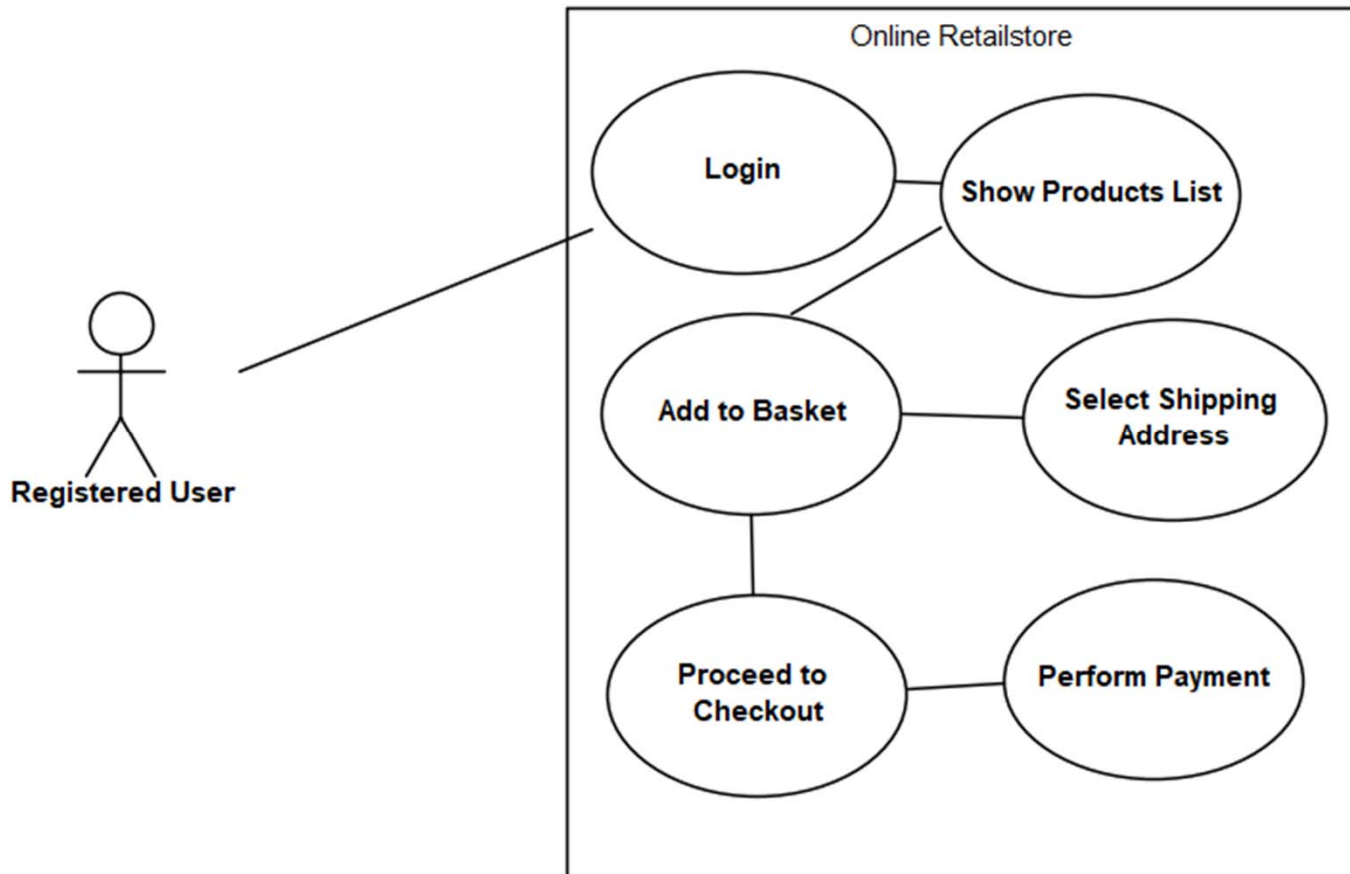 Online Retailstore
Login
Show Products List
Add to Basket
Select Shipping
Address
Registered User
Proceed to
Checkout
Perform Payment